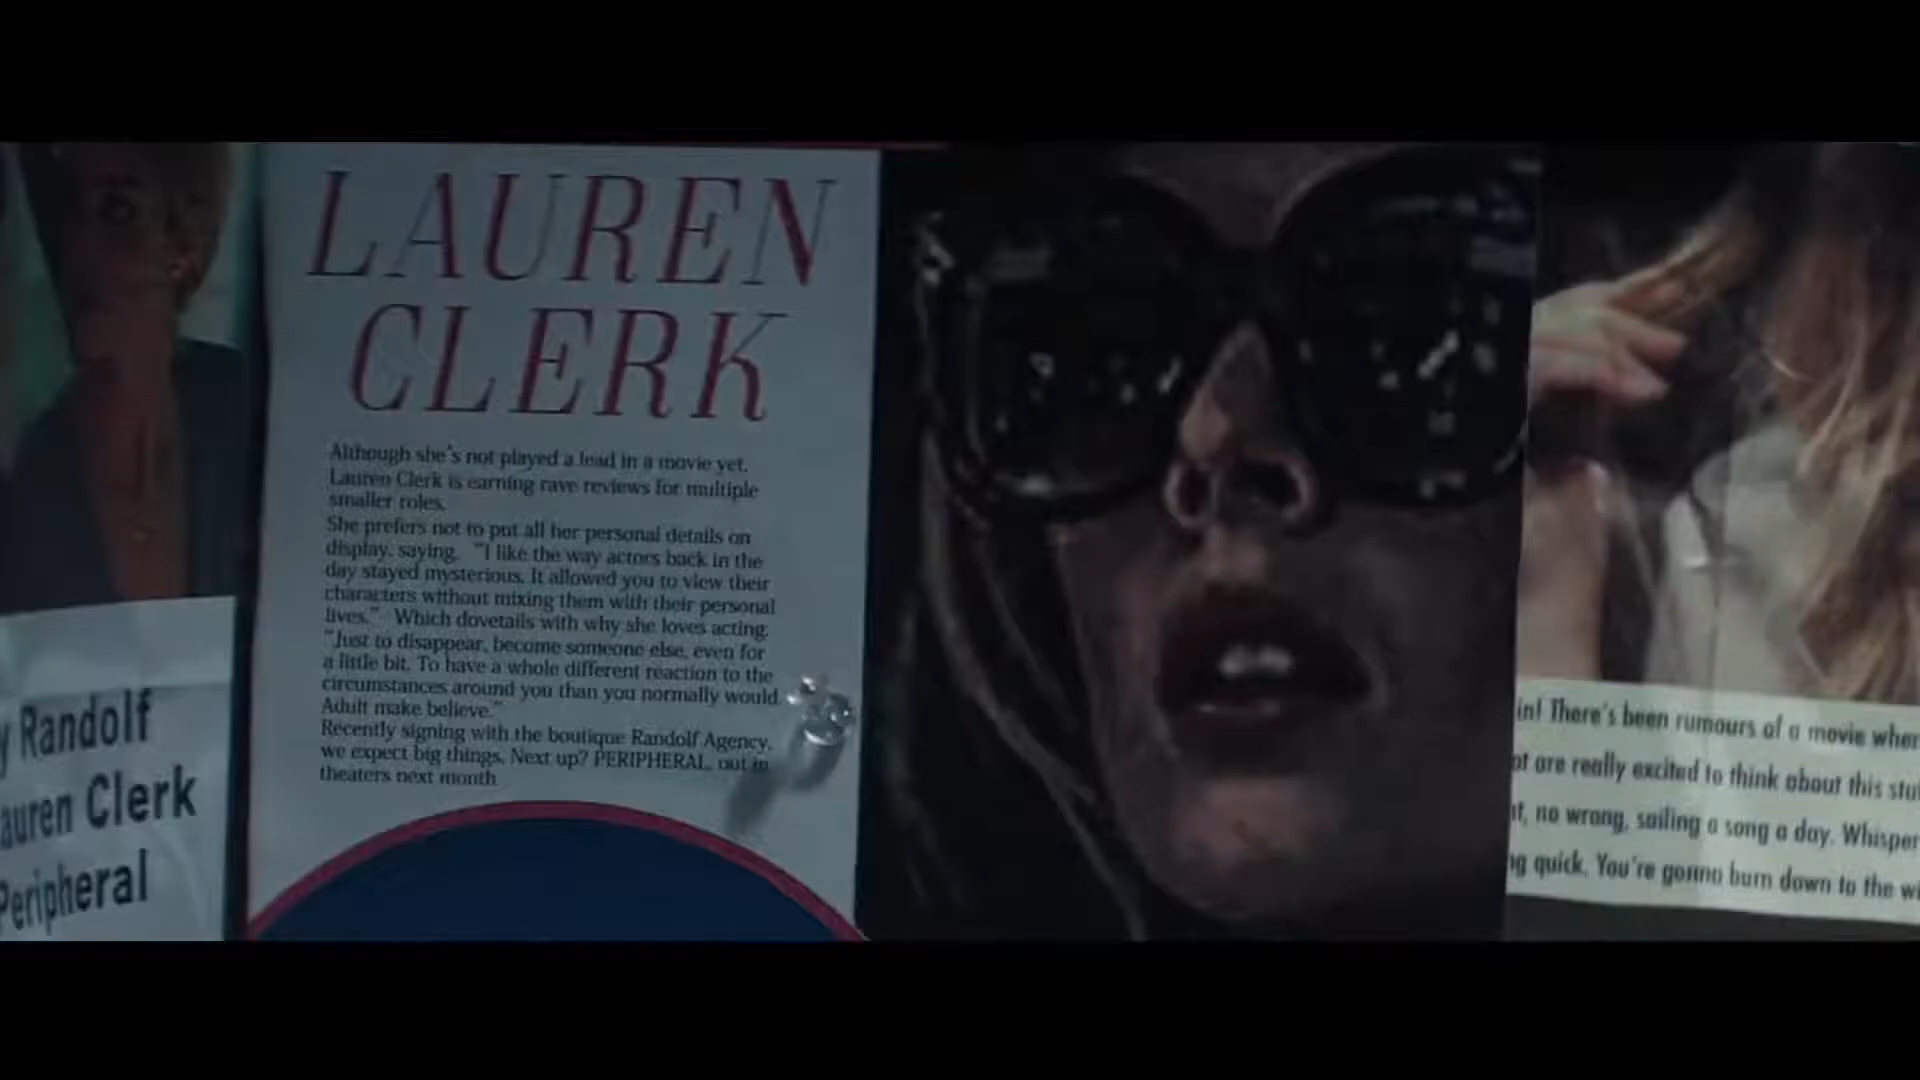 Randolf
Clerk
Peripheral
LAUREN
CLERK
Although she's not played a lead in a movie yet,
Lauren Clerk is earning rave reviews for multiple
smaller roles.
She prefers not to put all her personal details on
display, saying, "I like the way actors back in the
day stayed mysterious. It allowed you to view their
characters without mixing them with their personal
lives." Which dovetails with why she loves acting:
"Just to disappear, become someone else, even for
a little bit. To have a whole different reaction to the
circumstances around you than you normally would.
Adult make believe."
Recently signing with the boutique Randolf Agency,
we expect big things. Next up? PERIPHERAL, out in
theaters next month
in! There's been rumours of a movie wher
are really excited to think about this stu
no wrong, sailing a song a day. Whisper
quick. You're gonna burn down to the